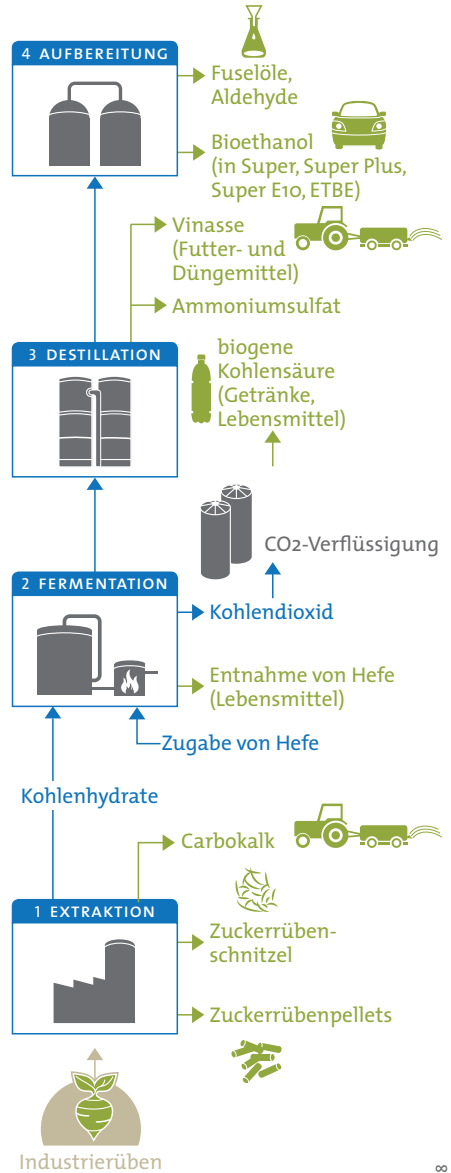 4 AUFBEREITUNG
Fuselöle,
Aldehyde
Bioethanol
(in Super, Super Plus,
Super E10, ETBE)
Vinasse
(Futter- und
Düngemittel)
Ammoniumsulfat
3 DESTILLATION
biogene
Kohlensäure
(Getränke,
Lebensmittel)
CO2-Verflüssigung
2 FERMENTATION
Kohlendioxid
Entnahme von Hefe
(Lebensmittel)
Zugabe von Hefe
Kohlenhydrate
Carbokalk
1 EXTRAKTION
Zuckerrüben-
schnitzel
Zuckerrübenpellets
Industrierüben
∞